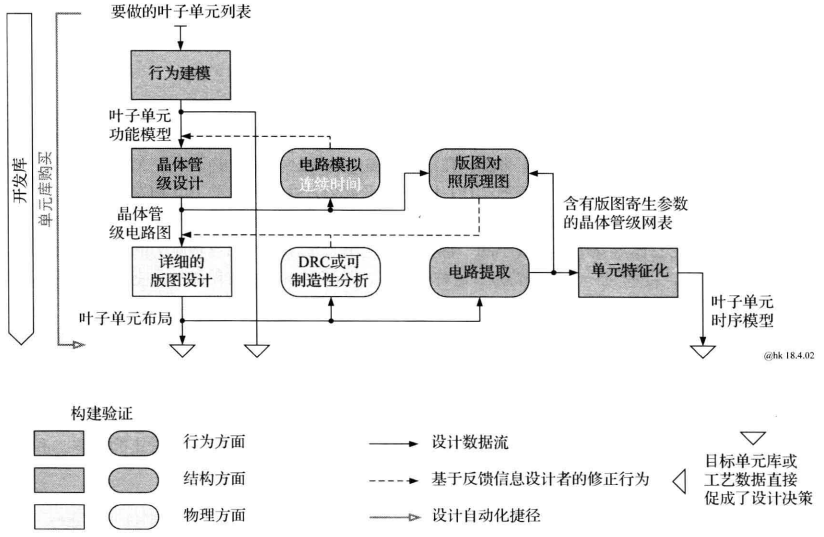 要做的叶子单元列表
开发库
单元库购买
行为建模
叶子单元
功能模型
晶体管
级设计
电路模拟
连续时间
版图对
照原理图
晶体管
级电路图
含有版图寄生参数
的晶体管级网表
详细的
版图设计
DRC或可
制造性分析
电路提取
单元特征化
叶子单元布局
叶子单元
时序模型
@hk 18.4.02
构建验证
行为方面
设计数据流
结构方面
基于反馈信息设计者的修正行为
物理方面
设计自动化捷径
目标单元库或
工艺数据直接
促成了设计决策